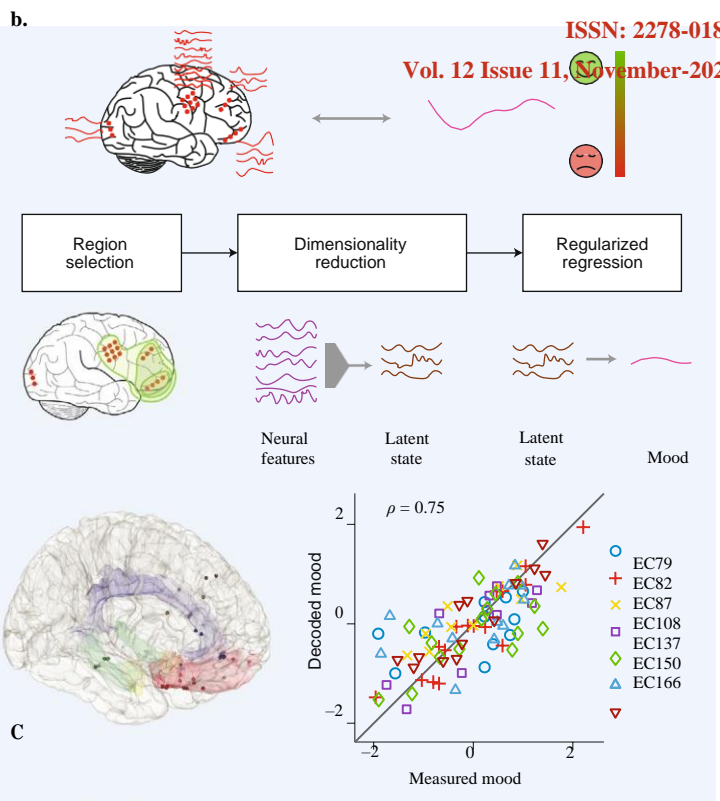 b.
ISSN: 2278-018
Vol. 12 Issue 11, November-202
Region
selection
Dimensionality
reduction
Regularized
regression
Neural
features
Latent
state
Latent
state
Mood
ρ = 0.75
Decoded mood
2
0
–2
–2
0
2
Measured mood
EC79
EC82
EC87
EC108
EC137
EC150
EC166
C